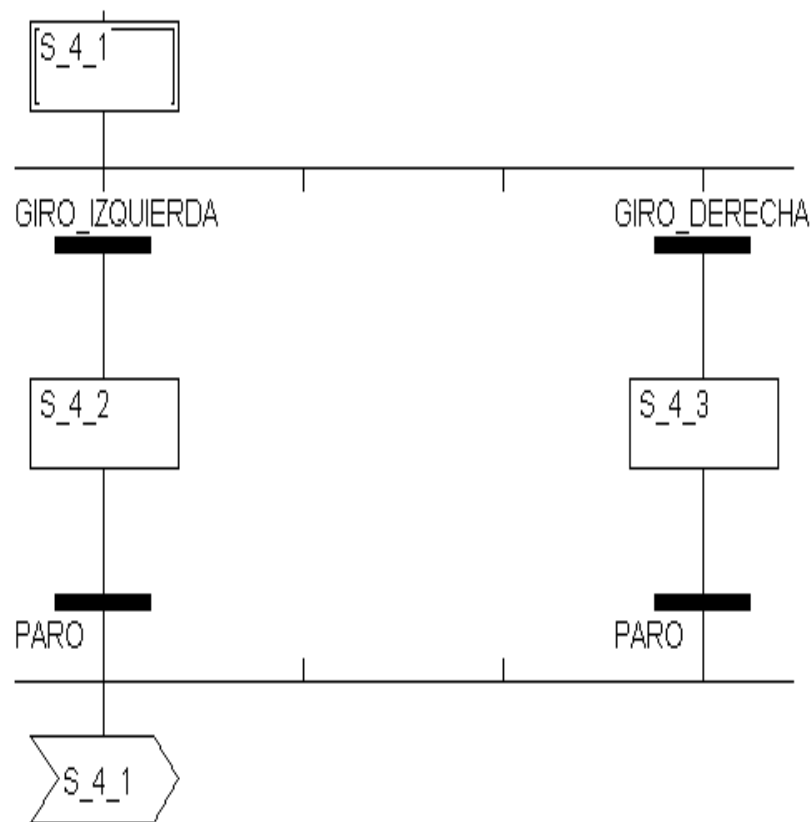 S_4_1
GIRO_IZQUIERDA
GIRO_DERECHA
S_4_2
S_4_3
PARO
PARO
S_4_1